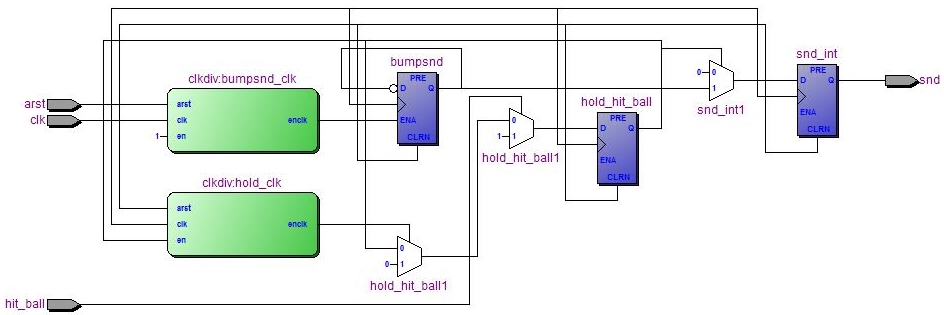 snd_int
bumpsnd
PRE
D Q
ENA
CLRN
clkdiv:bumpsnd_clk
arst
clk
en
enclk
1
arst
clk
hold_hit_ball
PRE
D Q
ENA
CLRN
0
0
1
snd_int1
PRE
D Q
ENA
CLRN
snd
0
1
1
hold_hit_ball1
clkdiv:hold_clk
arst
clk
en
enclk
0
0
1
hold_hit_ball1
hit_ball